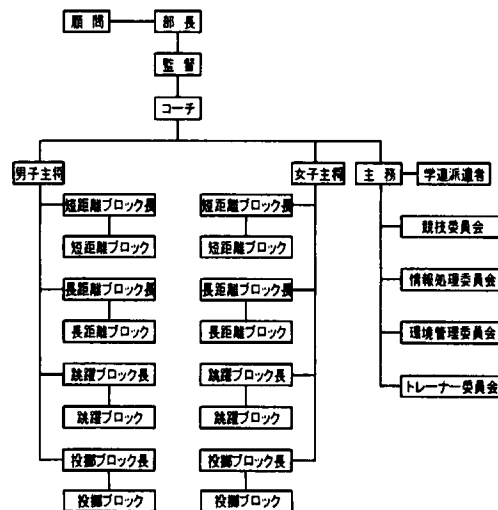 顧問
部長
監督
コーチ
男子主将
女子主将
主務
学連派遣者
短距離ブロック長
短距離ブロック長
競技委員会
短距離ブロック
短距離ブロック
情報処理委員会
長距離ブロック長
長距離ブロック長
長距離ブロック
長距離ブロック
環境管理委員会
跳躍ブロック長
跳躍ブロック長
トレーナー委員会
跳躍ブロック
跳躍ブロック
投擲ブロック長
投擲ブロック長
投擲ブロック
投擲ブロック